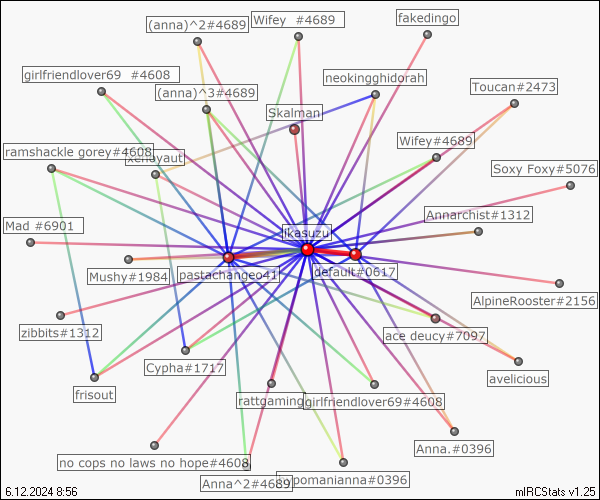 (anna)^2#4689
Wifey #4689
fakedingo
girlfriendlover69 #4608
(anna)^3#4689
neokingghidorah
Toucan#2473
Skalman
ramshackle gorey#4608
Wifey#4689
Soxy Foxy#5076
Mad #6901
jkasuzu
Annarchist#1312
Mushy#1984
pastachangeo41
default#0617
AlpineRooster#2156
zibbits#1312
ace deucy#7097
Cypha#1717
avelicious
frisout
rattgaming
girlfriendlover69#4608
Anna.#0396
no cops no laws no hope#4608
Anna^2#4689
popomanianna#0396
6.12.2024 8:56
mIRCStats v1.25